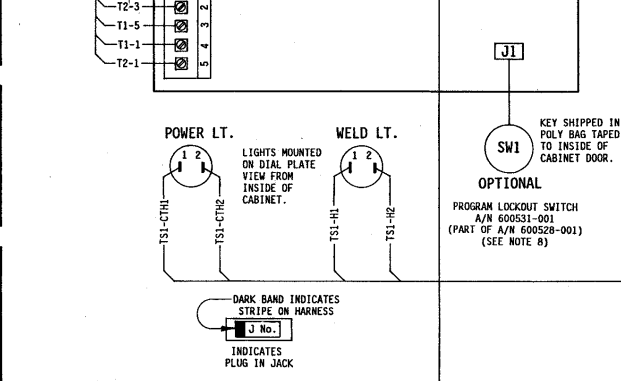 T2-3
2
T1-5
3
T1-1
4
T2-1
5
J1
POWER LT.
1 2
LIGHTS MOUNTED
ON DIAL PLATE
VIEW FROM
INSIDE OF
CABINET.
WELD LT.
1 2
SW1
KEY SHIPPED IN
POLY BAG TAPED
TO INSIDE OF
CABINET DOOR.
OPTIONAL
PROGRAM LOCKOUT SWITCH
A/N 600531-001
(PART OF A/N 600528-001)
(SEE NOTE 8)
TS1-CTH1
TS1-CTH2
TS1-H1
TS1-H2
DARK BAND INDICATES
STRIPE ON HARNESS
J No.
INDICATES
PLUG IN JACK